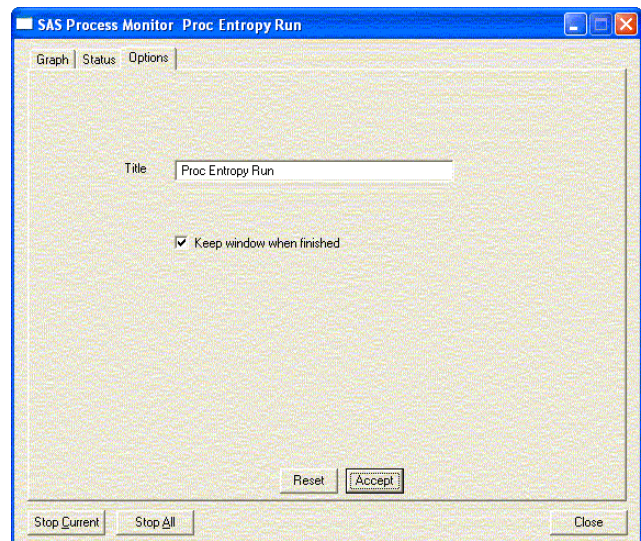 SAS Process Monitor Proc Entropy Run
Graph Status Options
Title Proc Entropy Run
Keep window when finished
Reset Accept
Stop Current Stop All Close